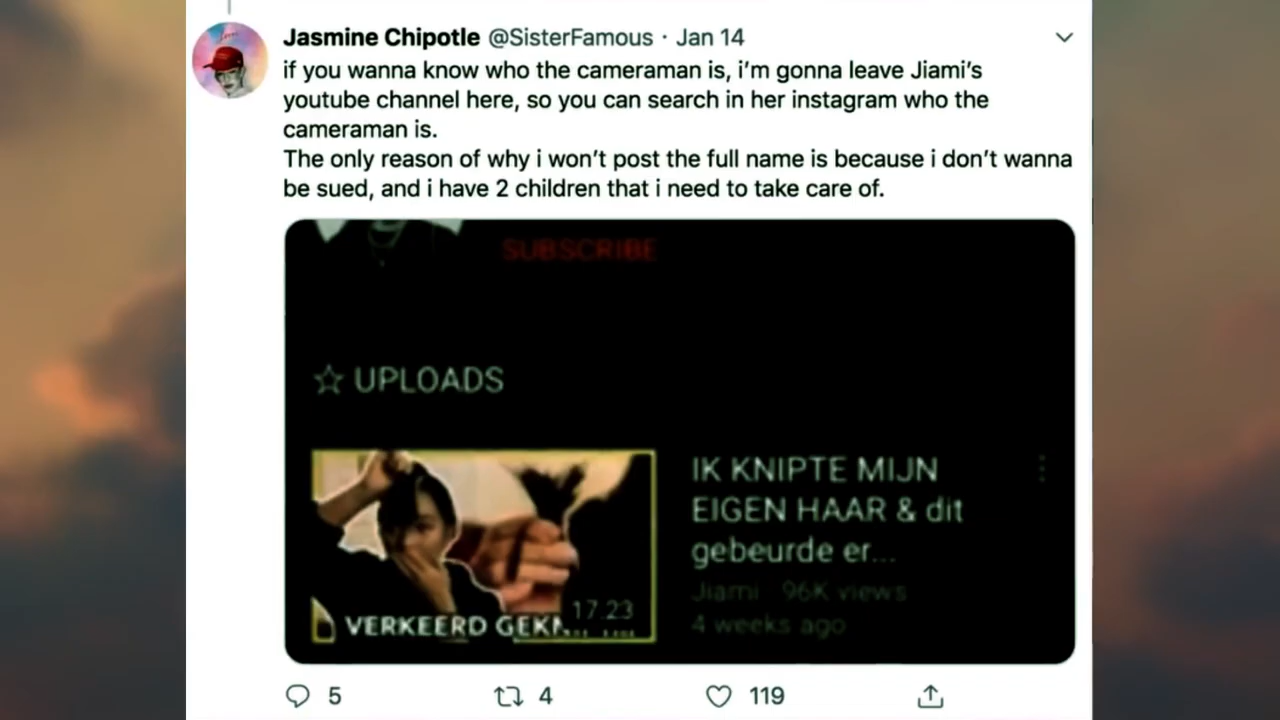 Jasmine Chipotle @SisterFamous · Jan 14
if you wanna know who the cameraman is, i’m gonna leave Jiami’s
youtube channel here, so you can search in her instagram who the
cameraman is.
The only reason of why i won’t post the full name is because i don’t wanna
be sued, and i have 2 children that i need to take care of.
SUBSCRIBE
☆ UPLOADS
IK KNIPTE MIJN
EIGEN HAAR & dit
gebeurde er...
Jiami 96K views
4 weeks ago
17.23
VERKEERD
5 4 119